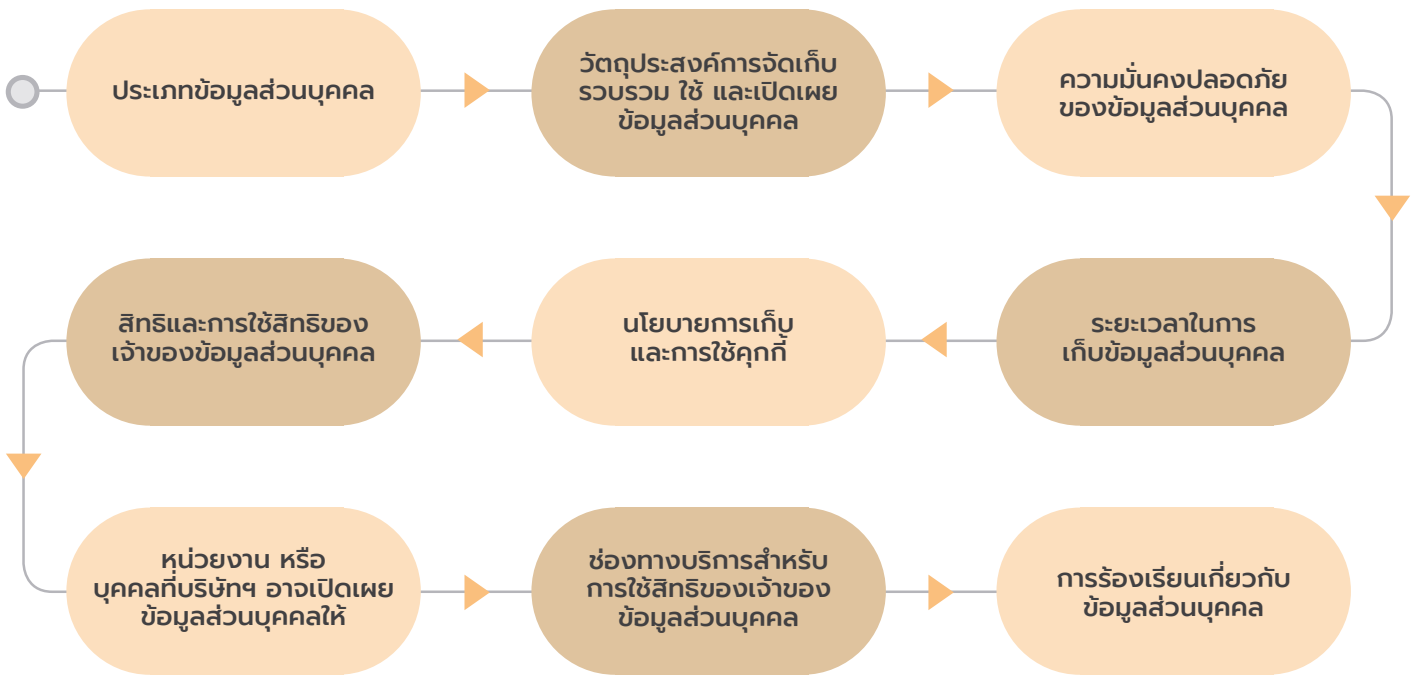 ประเภทข้อมูลส่วนบุคคล
วัตถุประสงค์การจัดเก็บ
รวบรวม ใช้ และเปิดเผย
ข้อมูลส่วนบุคคล
ความมั่นคงปลอดภัย
ของข้อมูลส่วนบุคคล
ระยะเวลาในการ
เก็บข้อมูลส่วนบุคคล
นโยบายการเก็บ
และการใช้คุกกี้
สิทธิและการใช้สิทธิของ
เจ้าของข้อมูลส่วนบุคคล
หน่วยงาน หรือ
บุคคลที่บริษัทฯ อาจเปิดเผย
ข้อมูลส่วนบุคคลให้
ช่องทางบริการสำหรับ
การใช้สิทธิของเจ้าของ
ข้อมูลส่วนบุคคล
การร้องเรียนเกี่ยวกับ
ข้อมูลส่วนบุคคล